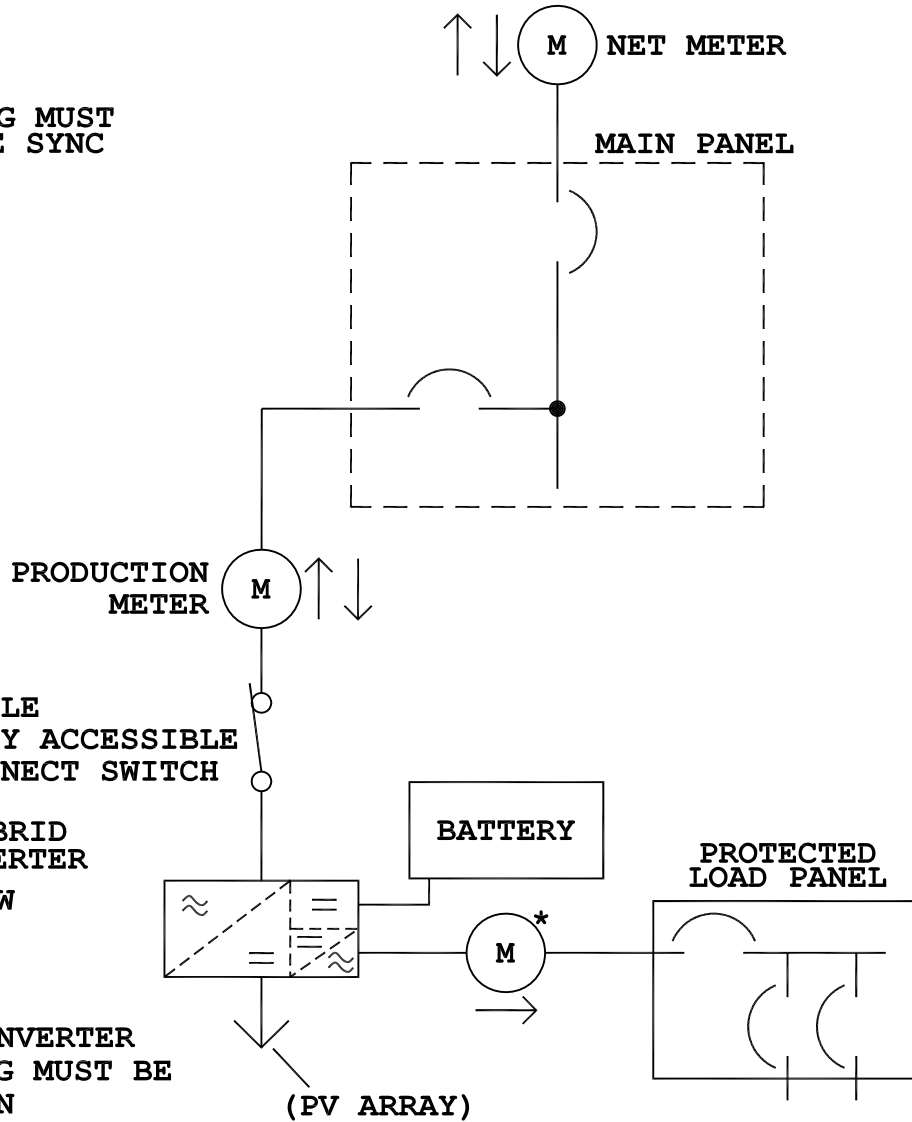 M NET METER
G MUST
SYNC
MAIN PANEL
PRODUCTION
METER
M
LE
Y ACCESSIBLE
NECT SWITCH
BRID
ERTER
W
BATTERY
PROTECTED
LOAD PANEL
M*
NVERTER
G MUST BE
N
(PV ARRAY)